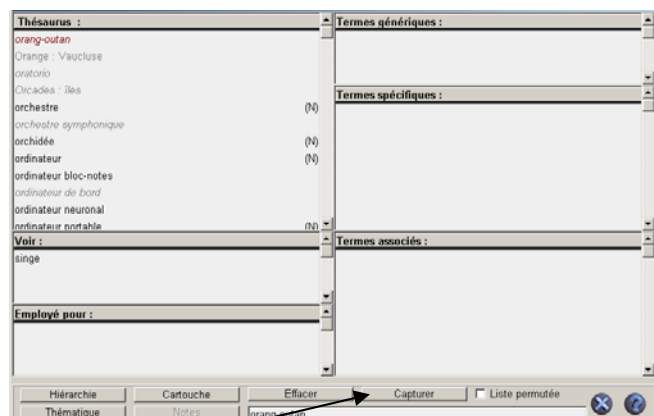 Thésaurus :
orang-outan
Orange : Vaucluse
oratorio
Orcades : îles
orchestre (N)
orchestre symphonique
orchidée (N)
ordinateur (N)
ordinateur bloc-notes
ordinateur de bord
ordinateur neuronal
ordinateur portable (N)
Voir :
singe
Employé pour :
Termes génériques :
Termes spécifiques :
Termes associés :
Hiérarchie Cartouche Effacer Capturer Liste permutée
Thématique Notes orang-outan